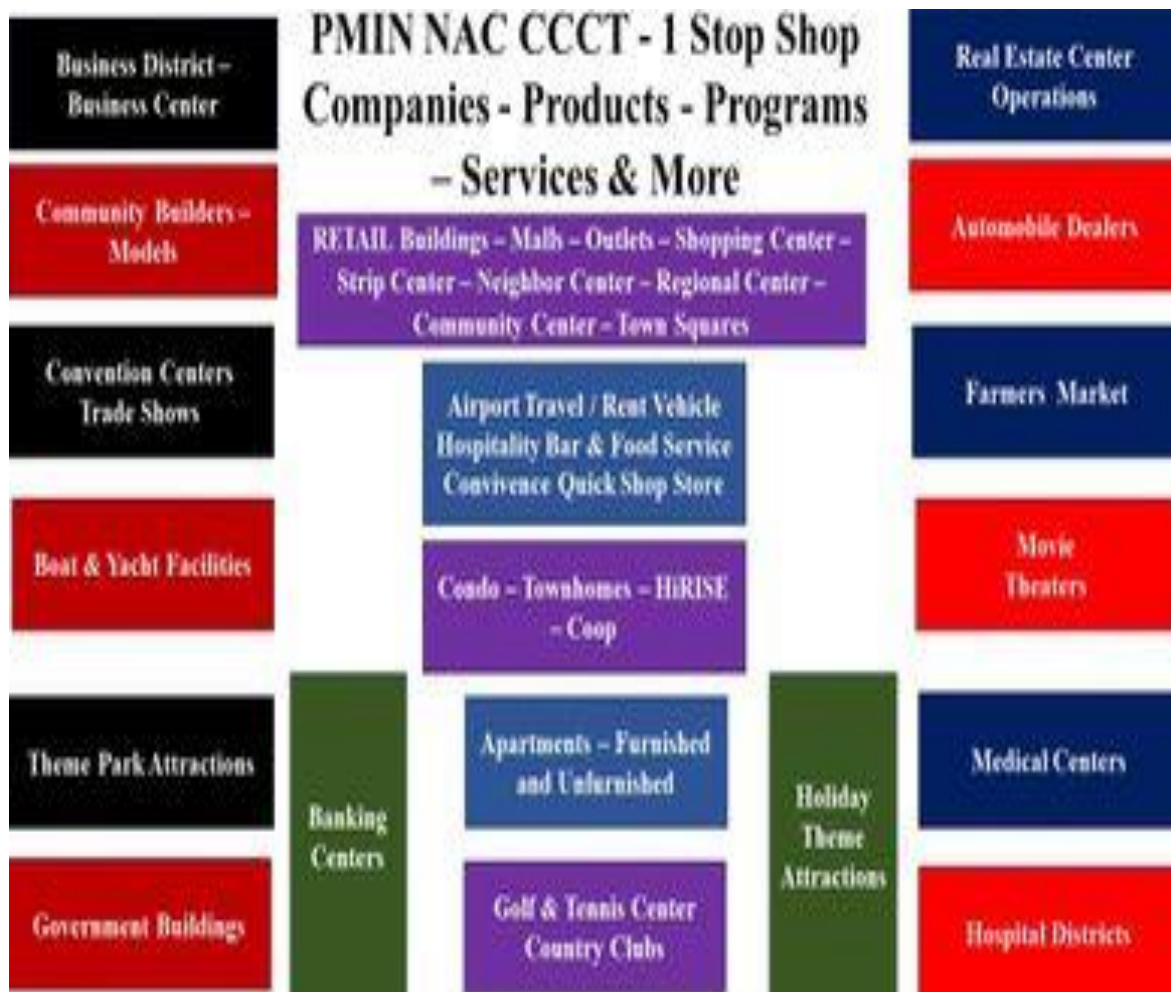 PMIN NAC CCCT - 1 Stop Shop
Companies - Products - Programs
– Services & More
Business District –
Business Center
Community Builders –
Models
Convention Centers
Trade Shows
Boat & Yacht Facilities
Theme Park Attractions
Government Buildings
RETAIL Buildings – Malls – Outlets – Shopping Center –
Strip Center – Neighbor Center – Regional Center –
Community Center – Town Squares
Airport Travel / Rent Vehicle
Hospitality Bar & Food Service
Convivence Quick Shop Store
Condo – Townhomes – HiRISE
– Coop
Banking
Centers
Apartments – Furnished
and Unfurnished
Golf & Tennis Center
Country Clubs
Holiday
Theme
Attractions
Real Estate Center
Operations
Automobile Dealers
Farmers Market
Movie
Theaters
Medical Centers
Hospital Districts